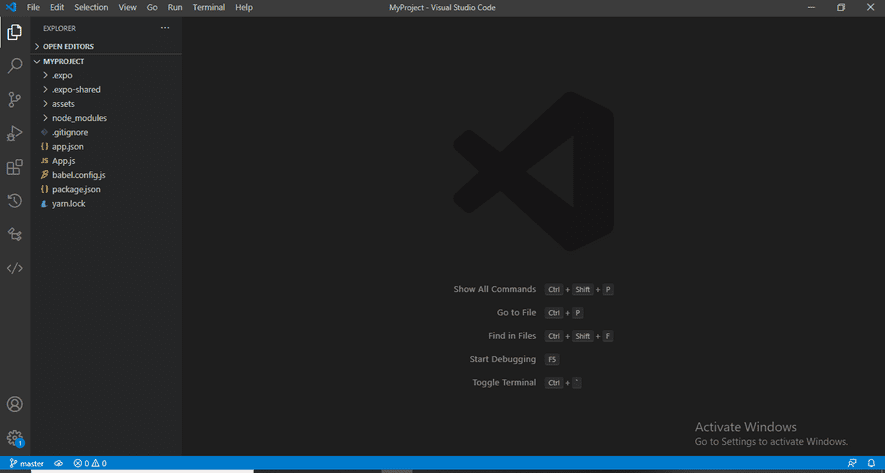 File Edit Selection View Go Run Terminal Help
MyProject - Visual Studio Code
EXPLORER
OPEN EDITORS
MYPROJECT
.expo
.expo-shared
assets
node_modules
.gitignore
{} app.json
JS App.js
babel.config.js
{} package.json
yarn.lock
Show All Commands Ctrl + Shift + P
Go to File Ctrl + P
Find in Files Ctrl + Shift + F
Start Debugging F5
Toggle Terminal Ctrl + `
Activate Windows
Go to Settings to activate Windows.
1
master 0 0